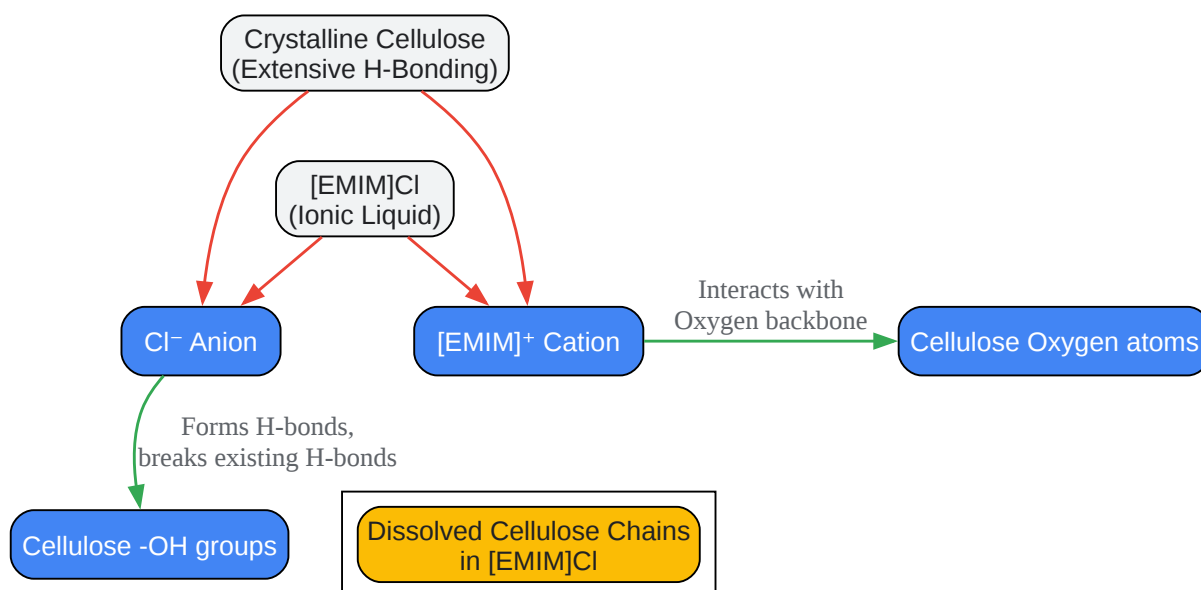 Crystalline Cellulose
(Extensive H-Bonding)
[EMIM]Cl
(Ionic Liquid)
Interacts with
Oxygen backbone
Cl⁻ Anion
[EMIM]⁺ Cation
Cellulose Oxygen atoms
Forms H-bonds,
breaks existing H-bonds
Cellulose -OH groups
Dissolved Cellulose Chains
in [EMIM]Cl